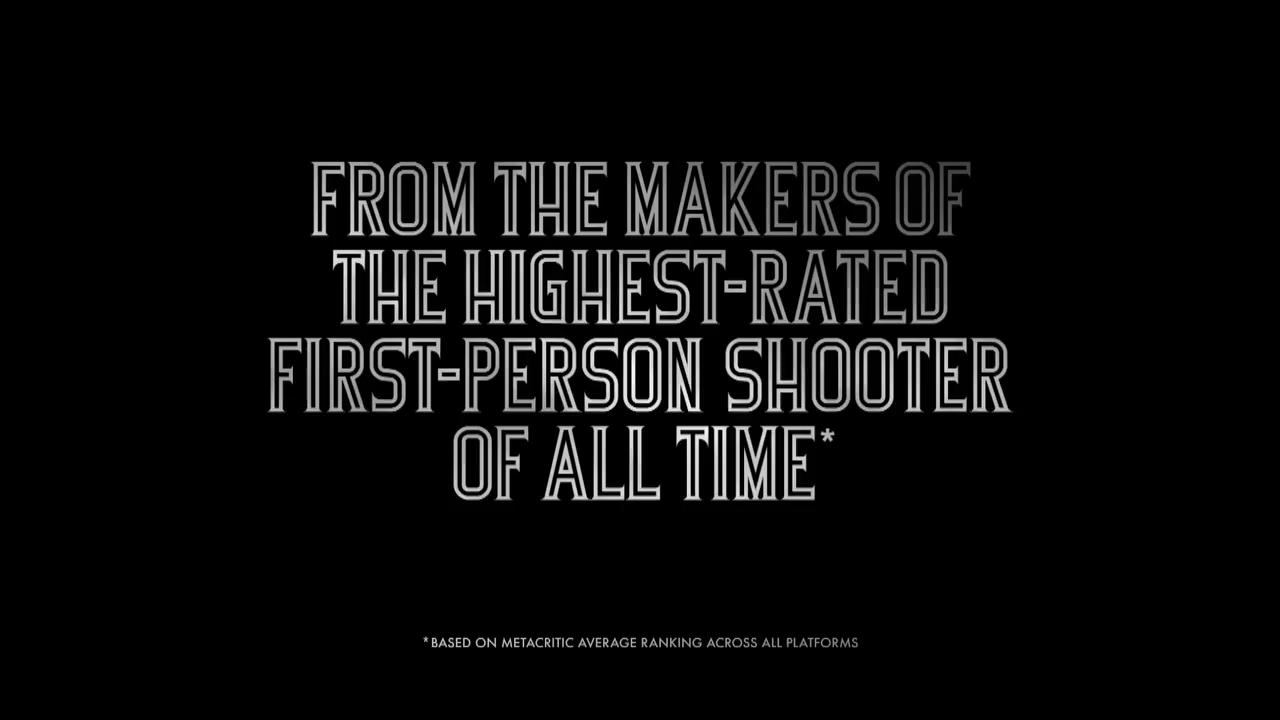 FROM THE MAKERS OF
THE HIGHEST-RATED
FIRST-PERSON SHOOTER
OF ALL TIME*
*BASED ON METACRITIC AVERAGE RANKING ACROSS ALL PLATFORMS